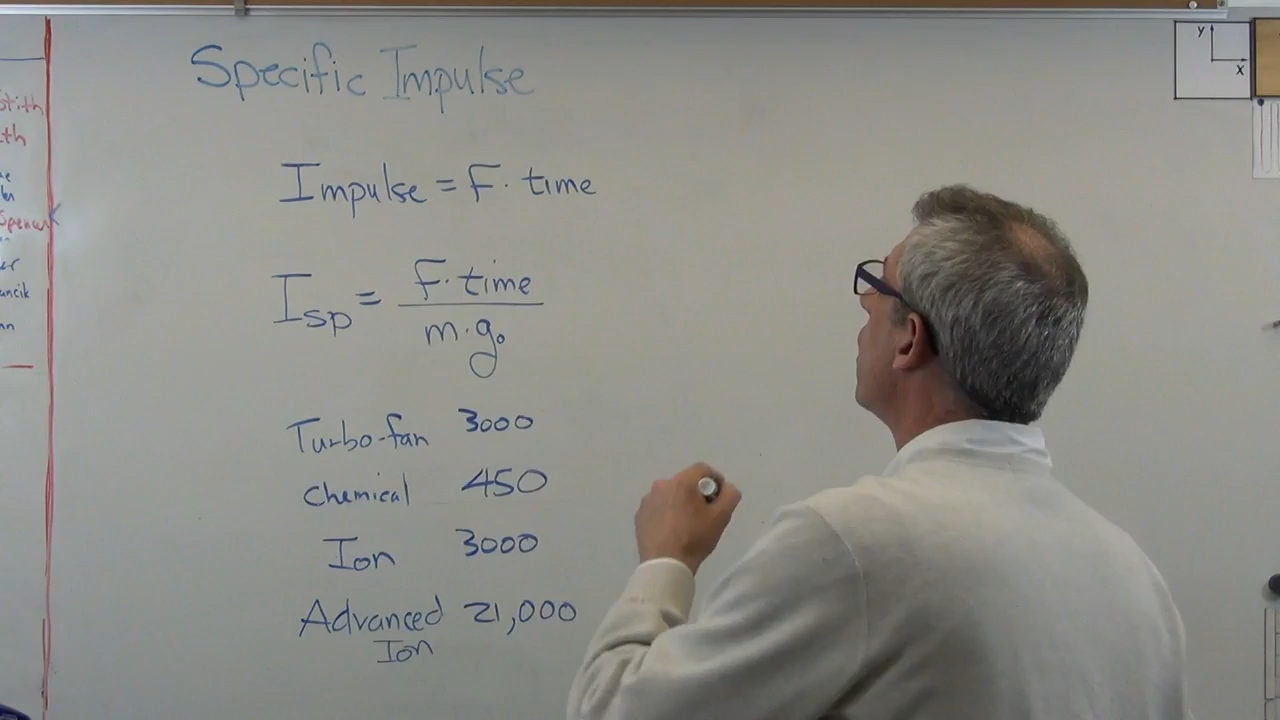 Specific Impulse
Impulse = F · time
Isp = F · time / m · g₀
Turbo-fan 3000
Chemical 450
Ion 3000
Advanced 21,000
Ion
y
x